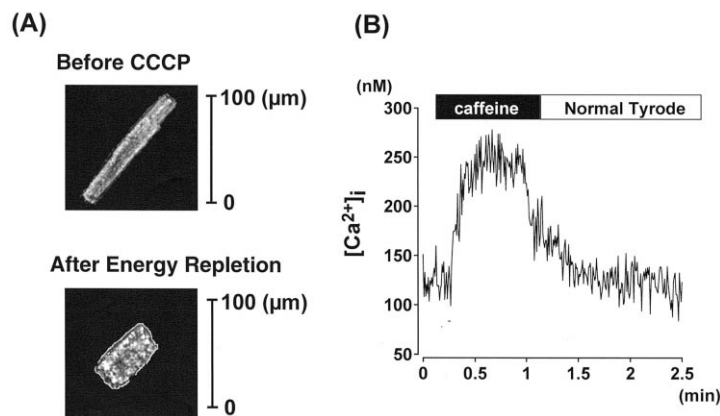 (A)
Before CCCP
100 (µm)
0
After Energy Repletion
100 (µm)
0
(B)
(nM)
caffeine
Normal Tyrode
300
250
200
150
100
50
[Ca²⁺]i
0
0.5
1
1.5
2
2.5
(min)